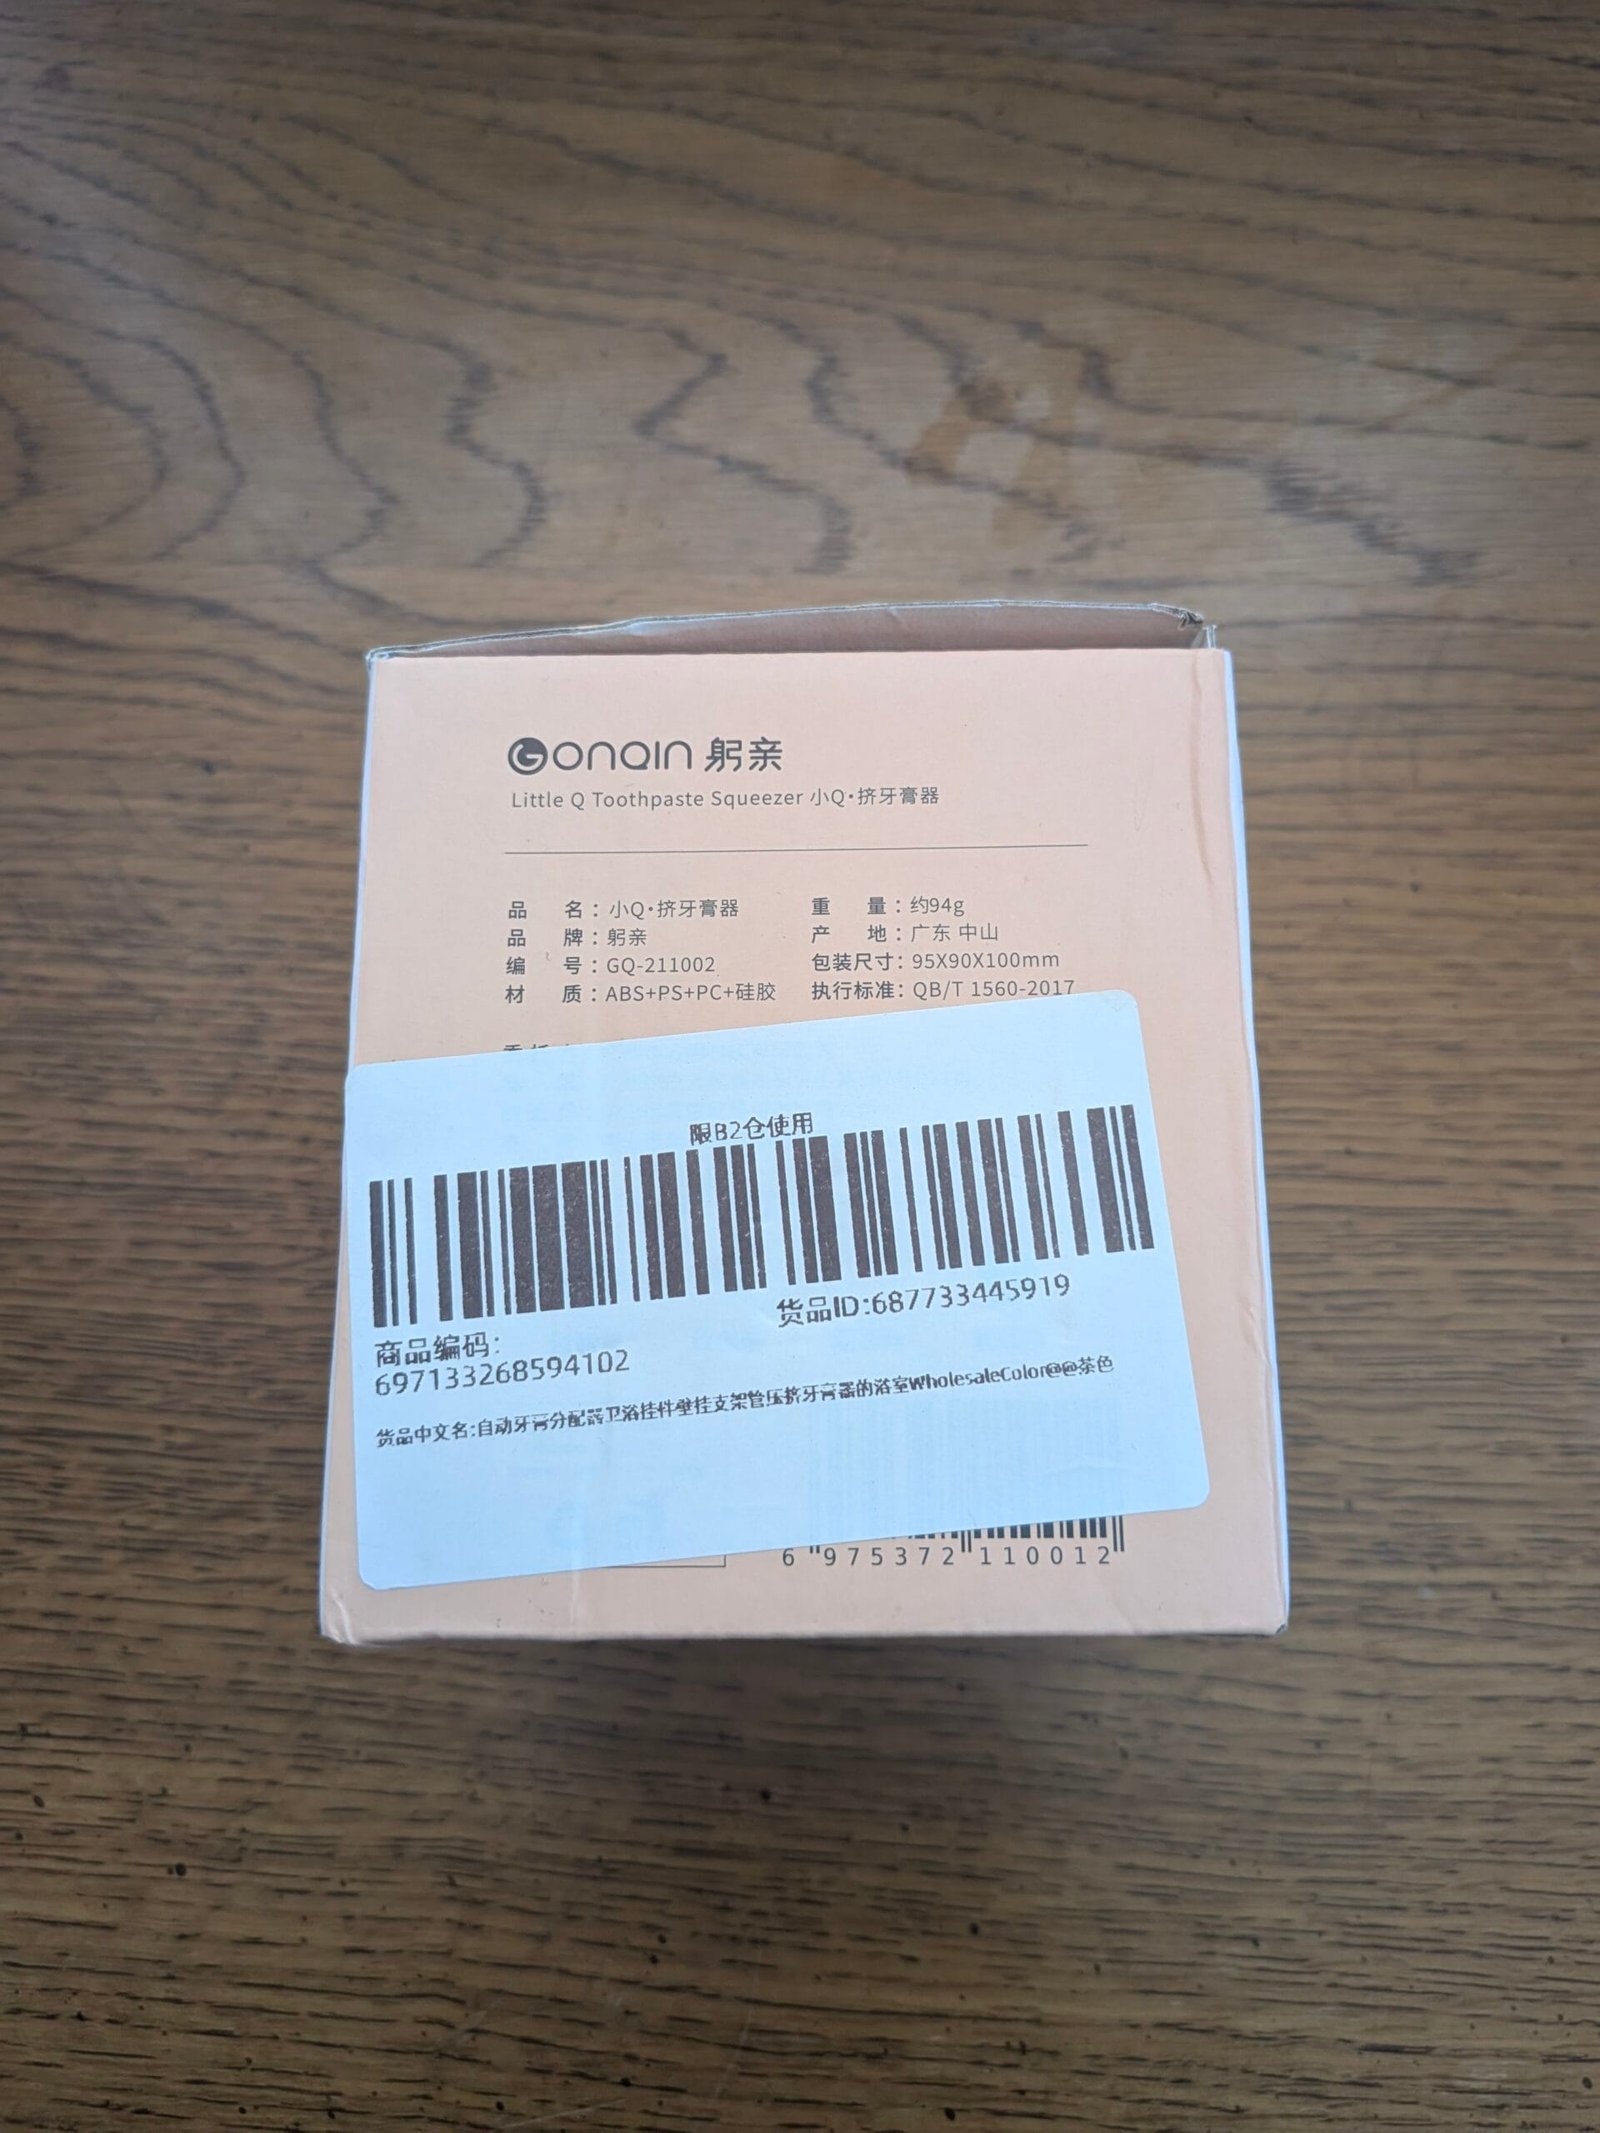 Gonqin 躬亲
Little Q Toothpaste Squeezer 小Q·挤牙膏器
品 名：小Q·挤牙膏器
品 牌：躬亲
编 号：GQ-211002
材 质：ABS+PS+PC+硅胶
重 量：约94g
产 地：广东 中山
包装尺寸：95X90X100mm
执行标准：QB/T 1560-2017
限B2仓使用
货品ID:687733445919
商品编码:
697133268594102
货品中文名:自动牙膏分配器卫浴挂件壁挂支架管压挤牙膏器的浴室WholesaleColor@@茶色
6 975372 110012